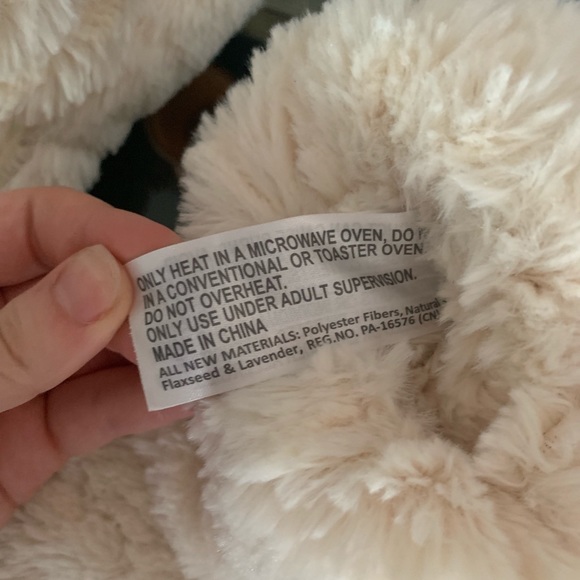 ONLY HEAT IN A MICROWAVE OVEN, DO
IN A CONVENTIONAL OR TOASTER OVEN
DO NOT OVERHEAT.
ONLY USE UNDER ADULT SUPERVISION.
MADE IN CHINA
ALL NEW MATERIALS: Polyester Fibers, Natural
Flaxseed & Lavender, REG.NO. PA-16576 (CN)